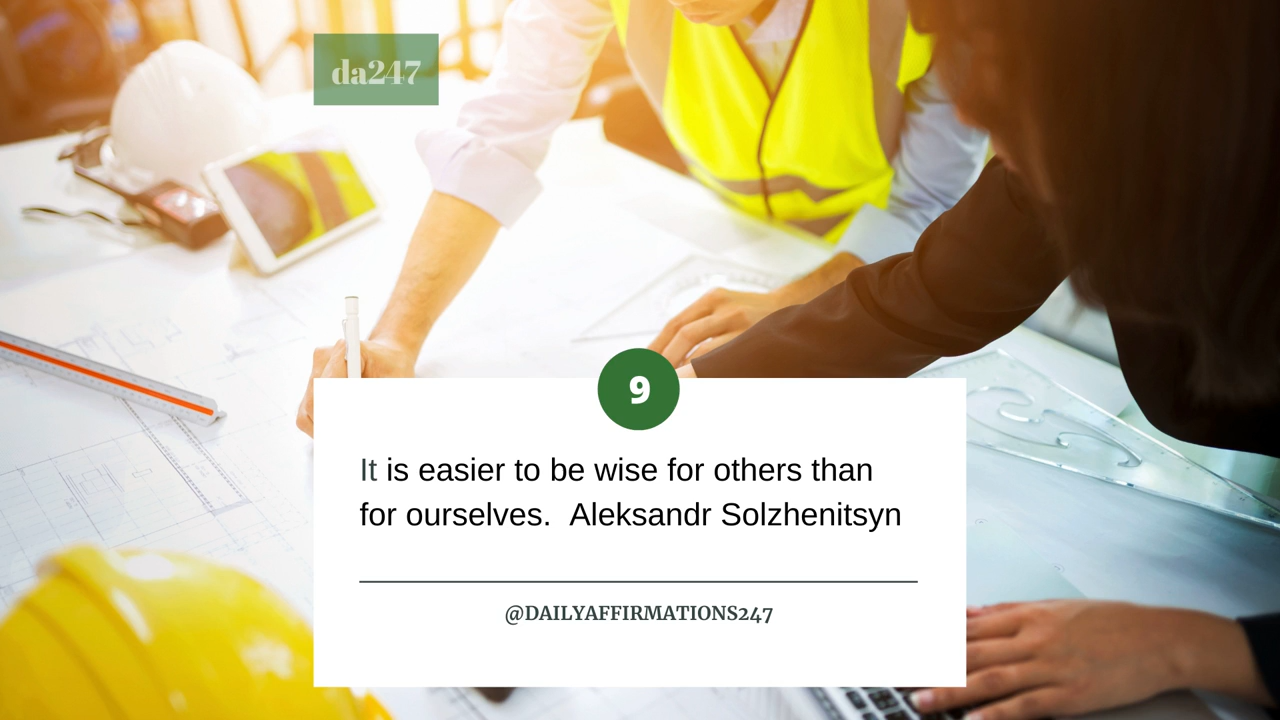 da247
9
It is easier to be wise for others than
for ourselves.  Aleksandr Solzhenitsyn
@DAILYAFFIRMATIONS247